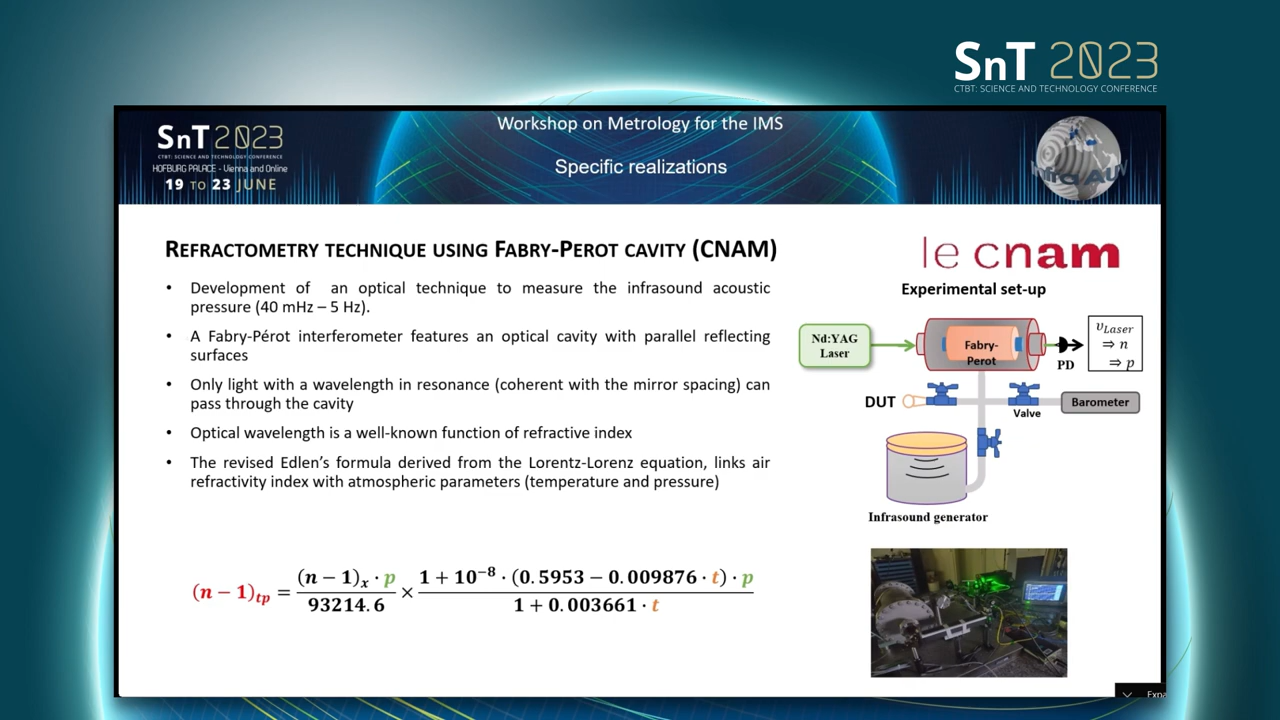 SnT 2023
CTBT: SCIENCE AND TECHNOLOGY CONFERENCE
SnT 2023
CTBT: SCIENCE AND TECHNOLOGY CONFERENCE
HOFBURG PALACE - Vienna and Online
19 TO 23 JUNE
Workshop on Metrology for the IMS
Specific realizations
Infra AUV
REFRACTOMETRY TECHNIQUE USING FABRY-PEROT CAVITY (CNAM)
• Development of an optical technique to measure the infrasound acoustic
pressure (40 mHz – 5 Hz).
• A Fabry-Pérot interferometer features an optical cavity with parallel reflecting
surfaces
• Only light with a wavelength in resonance (coherent with the mirror spacing) can
pass through the cavity
• Optical wavelength is a well-known function of refractive index
• The revised Edlen's formula derived from the Lorentz-Lorenz equation, links air
refractivity index with atmospheric parameters (temperature and pressure)
(n − 1)tp = (n − 1)x · p / 93214.6 × 1 + 10⁻⁸ · (0.5953 − 0.009876 · t) · p / 1 + 0.003661 · t
le cnam
Experimental set-up
Nd:YAG
Laser
Fabry-
Perot
PD
υLaser
⇒ n
⇒ p
DUT
Valve
Barometer
Infrasound generator